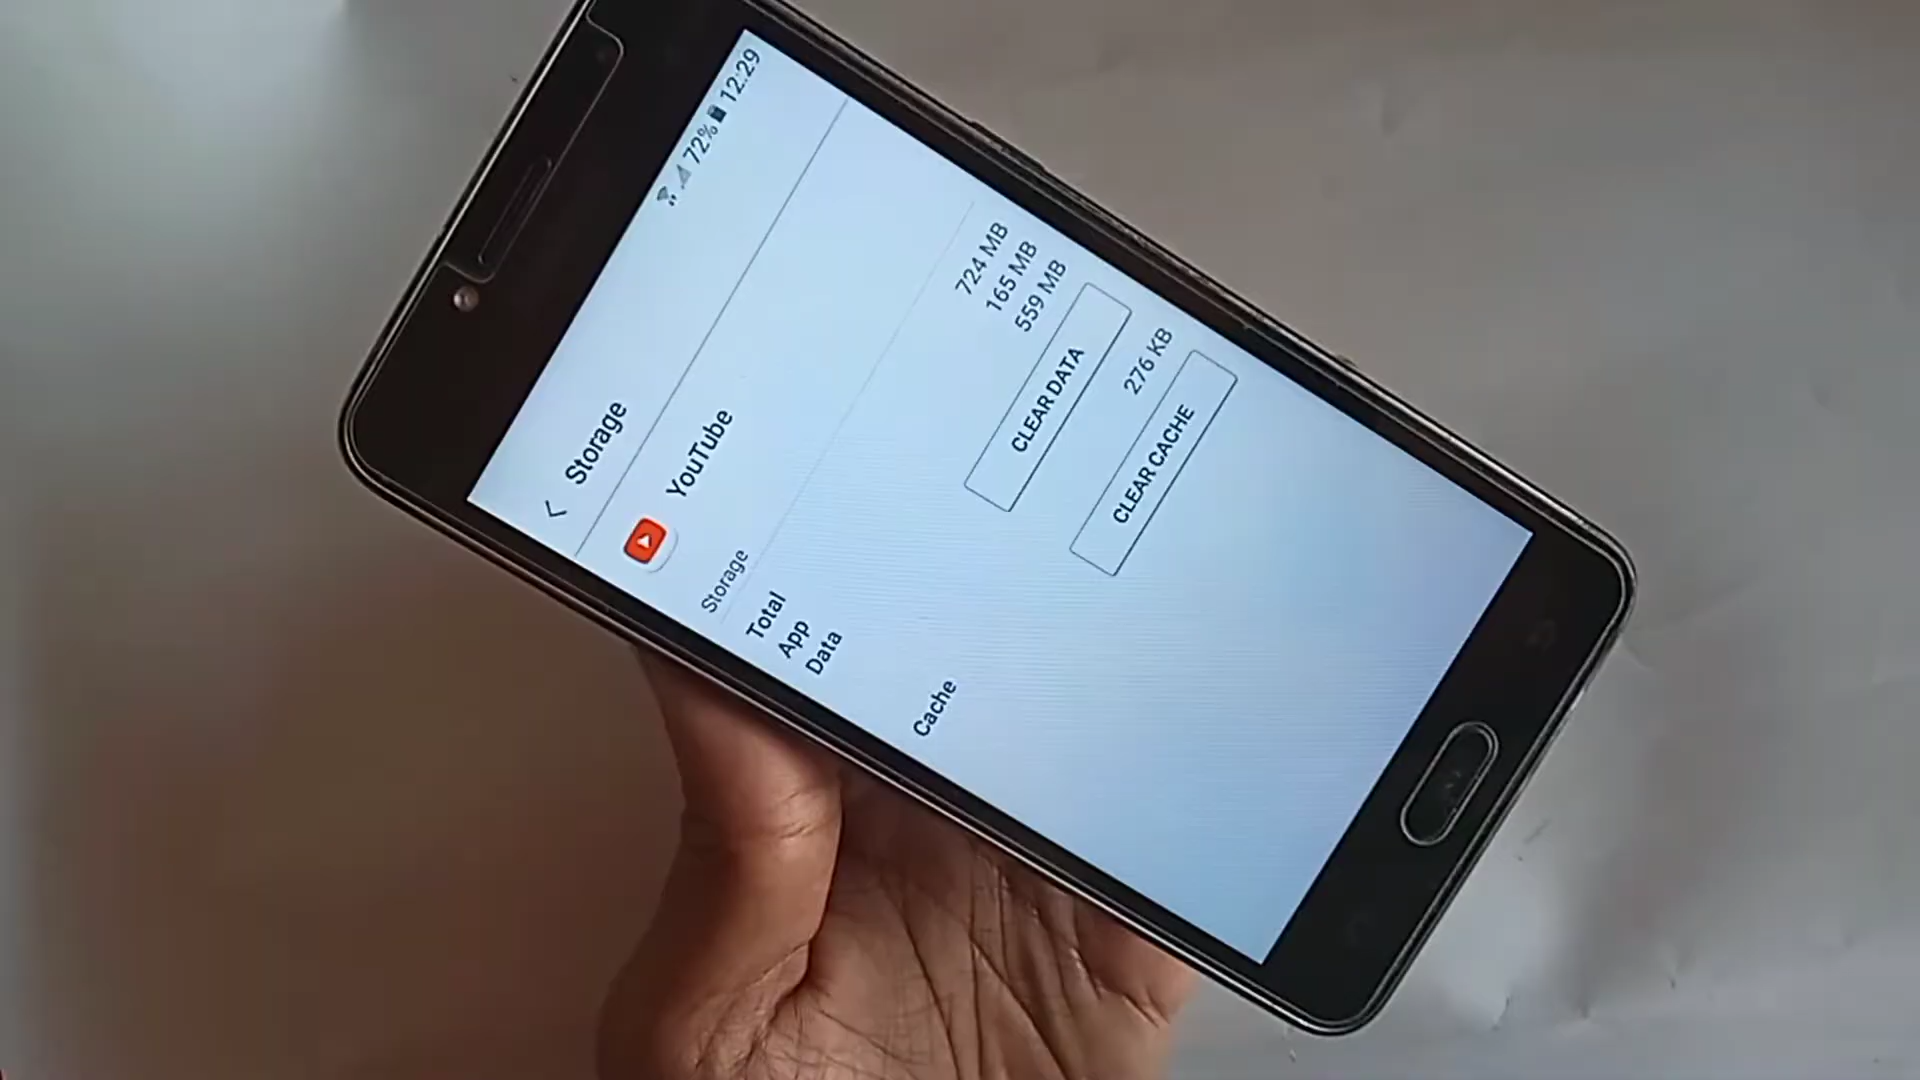 72% 12:29
Storage
YouTube
Storage
Total 724 MB
App 165 MB
Data 559 MB
CLEAR DATA
Cache 276 KB
CLEAR CACHE